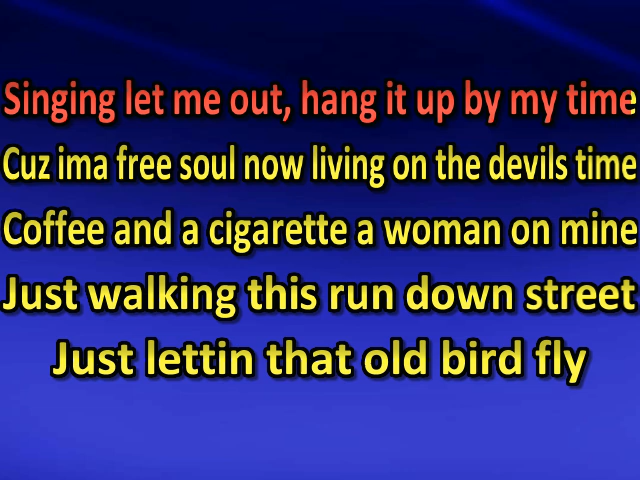 Singing let me out, hang it up by my time
Cuz ima free soul now living on the devils time
Coffee and a cigarette a woman on mine
Just walking this run down street
Just lettin that old bird fly